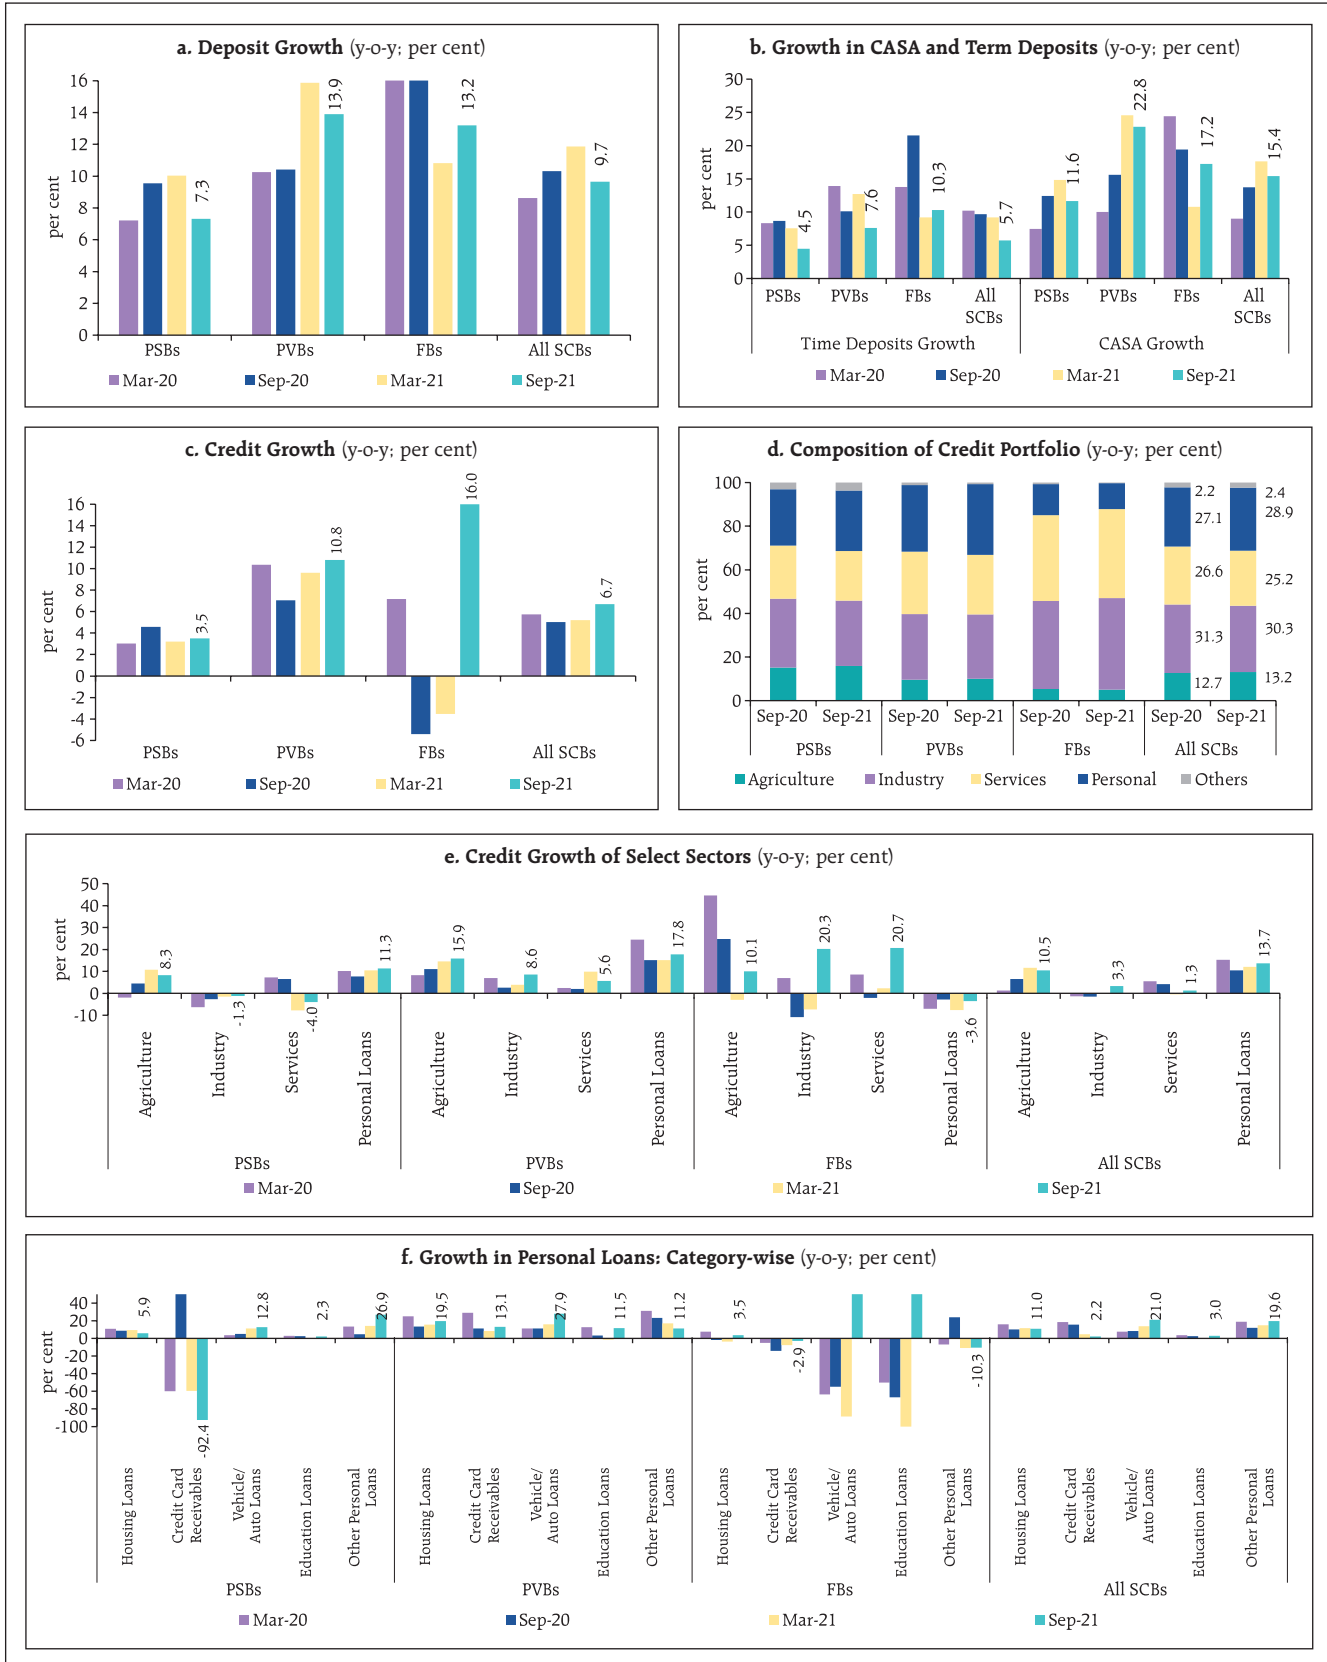 a. Deposit Growth (y-o-y; per cent)
per cent
16
14
12
10
8
6
4
2
0
7.3
13.9
13.2
9.7
PSBs PVBs FBs All SCBs
Mar-20 Sep-20 Mar-21 Sep-21
b. Growth in CASA and Term Deposits (y-o-y; per cent)
per cent
30
25
20
15
10
5
0
4.5
7.6
10.3
5.7
11.6
22.8
17.2
15.4
PSBs PVBs FBs All SCBs PSBs PVBs FBs All SCBs
Time Deposits Growth CASA Growth
Mar-20 Sep-20 Mar-21 Sep-21
c. Credit Growth (y-o-y; per cent)
per cent
16
14
12
10
8
6
4
2
0
-2
-4
-6
3.5
10.8
16.0
6.7
PSBs PVBs FBs All SCBs
Mar-20 Sep-20 Mar-21 Sep-21
d. Composition of Credit Portfolio (y-o-y; per cent)
per cent
100
80
60
40
20
0
2.2
27.1
26.6
31.3
12.7
2.4
28.9
25.2
30.3
13.2
Sep-20 Sep-21 Sep-20 Sep-21 Sep-20 Sep-21 Sep-20 Sep-21
PSBs PVBs FBs All SCBs
Agriculture Industry Services Personal Others
e. Credit Growth of Select Sectors (y-o-y; per cent)
per cent
50
40
30
20
10
0
-10
8.3
-1.3
-4.0
11.3
15.9
8.6
5.6
17.8
10.1
20.3
20.7
-3.6
10.5
3.3
1.3
13.7
Agriculture Industry Services Personal Loans Agriculture Industry Services Personal Loans Agriculture Industry Services Personal Loans Agriculture Industry Services Personal Loans
PSBs PVBs FBs All SCBs
Mar-20 Sep-20 Mar-21 Sep-21
f. Growth in Personal Loans: Category-wise (y-o-y; per cent)
per cent
40
20
0
-20
-40
-60
-80
-100
5.9
-92.4
12.8
2.3
26.9
19.5
13.1
27.9
11.5
11.2
3.5
-2.9
-10.3
11.0
2.2
21.0
3.0
19.6
Housing Loans
Credit Card Receivables
Vehicle/ Auto Loans
Education Loans
Other Personal Loans
Housing Loans
Credit Card Receivables
Vehicle/ Auto Loans
Education Loans
Other Personal Loans
Housing Loans
Credit Card Receivables
Vehicle/ Auto Loans
Education Loans
Other Personal Loans
Housing Loans
Credit Card Receivables
Vehicle/ Auto Loans
Education Loans
Other Personal Loans
PSBs PVBs FBs All SCBs
Mar-20 Sep-20 Mar-21 Sep-21